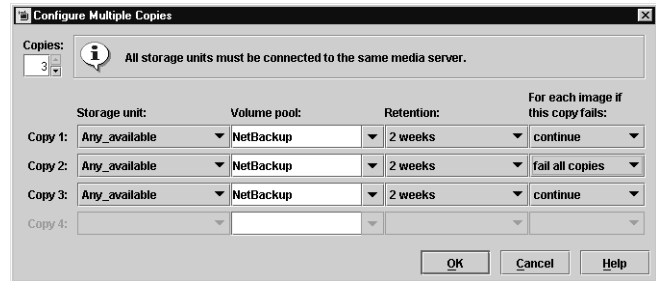 Configure Multiple Copies
Copies:
3
All storage units must be connected to the same media server.
Storage unit: Volume pool: Retention: For each image if this copy fails:
Copy 1: Any_available NetBackup 2 weeks continue
Copy 2: Any_available NetBackup 2 weeks fail all copies
Copy 3: Any_available NetBackup 2 weeks continue
Copy 4:
OK Cancel Help